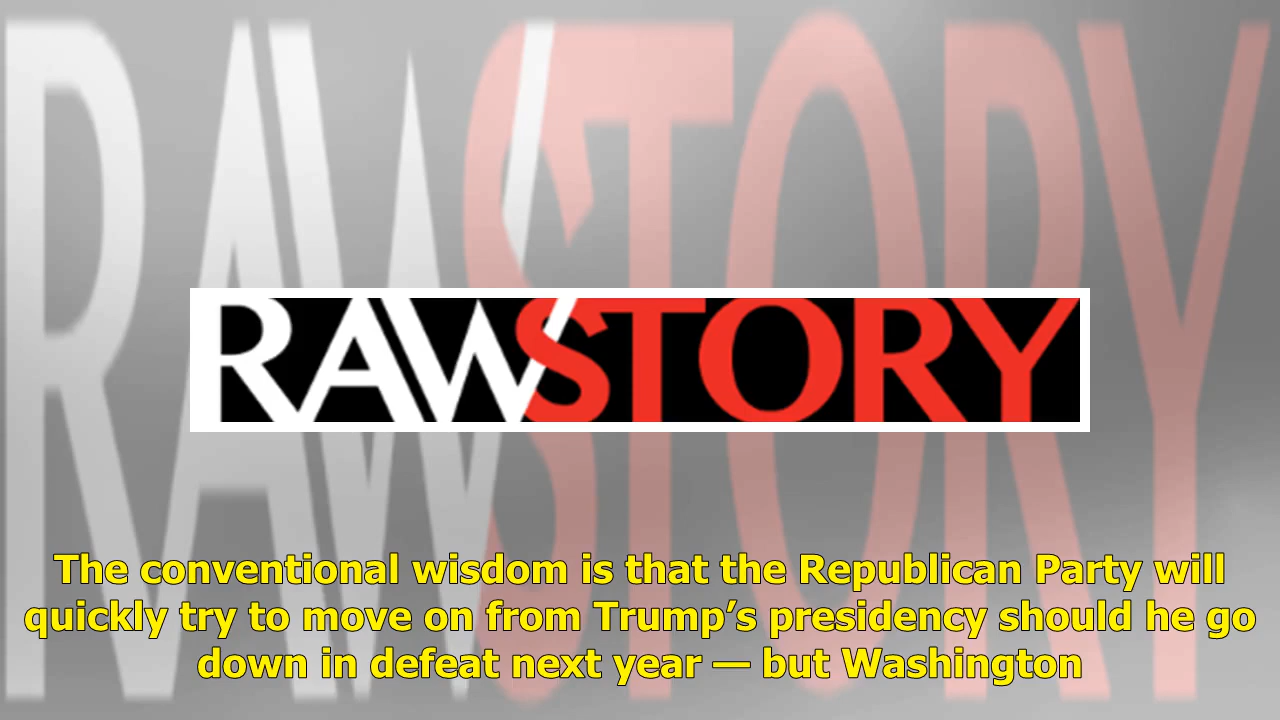 RAWSTORY
RAWSTORY
The conventional wisdom is that the Republican Party will
quickly try to move on from Trump’s presidency should he go
down in defeat next year — but Washington